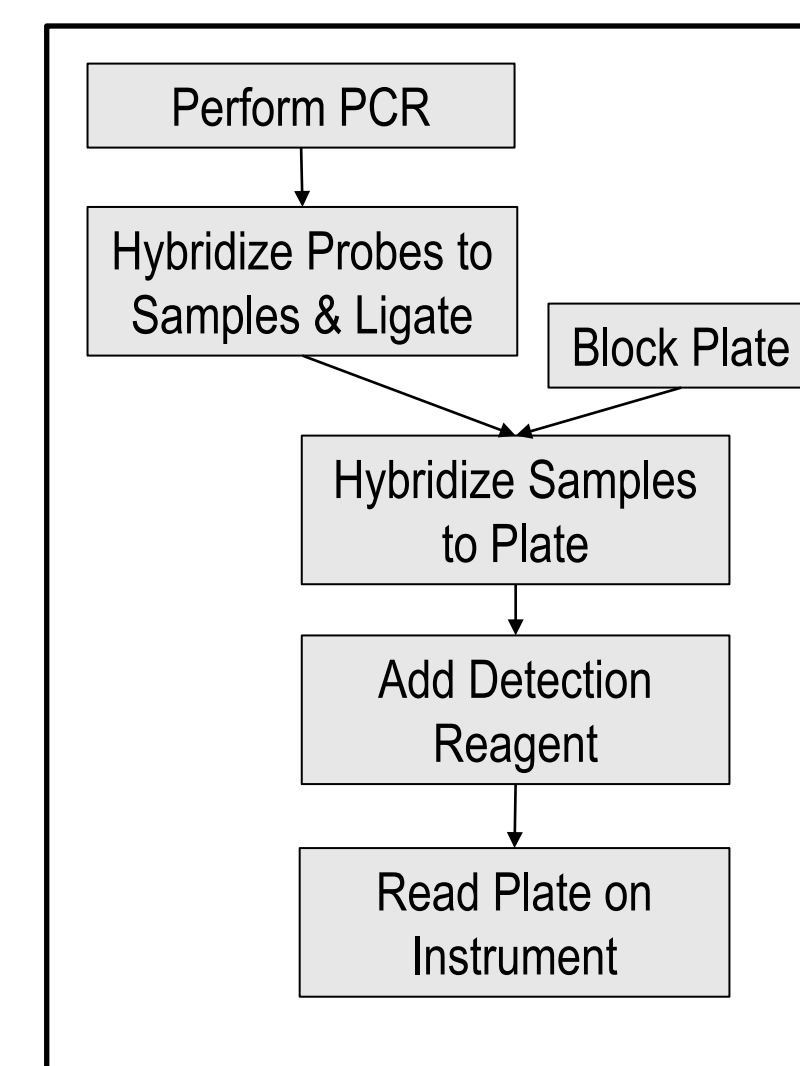 Perform PCR
Hybridize Probes to
Samples & Ligate
Block Plate
Hybridize Samples
to Plate
Add Detection
Reagent
Read Plate on
Instrument